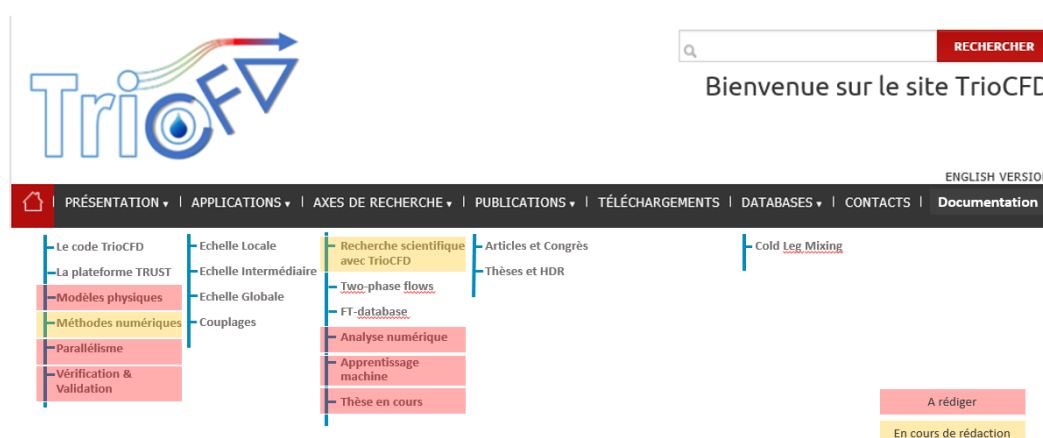 TrioCFD
RECHERCHER
Bienvenue sur le site TrioCFD
ENGLISH VERSION
PRÉSENTATION ▾ | APPLICATIONS ▾ | AXES DE RECHERCHE ▾ | PUBLICATIONS ▾ | TÉLÉCHARGEMENTS | DATABASES ▾ | CONTACTS | Documentation
Le code TrioCFD
La plateforme TRUST
Modèles physiques
Méthodes numériques
Parallélisme
Vérification &
Validation
Echelle Locale
Echelle Intermédiaire
Echelle Globale
Couplages
Recherche scientifique
avec TrioCFD
Two-phase flows
FT-database
Analyse numérique
Apprentissage
machine
Thèse en cours
Articles et Congrès
Thèses et HDR
Cold Leg Mixing
A rédiger
En cours de rédaction